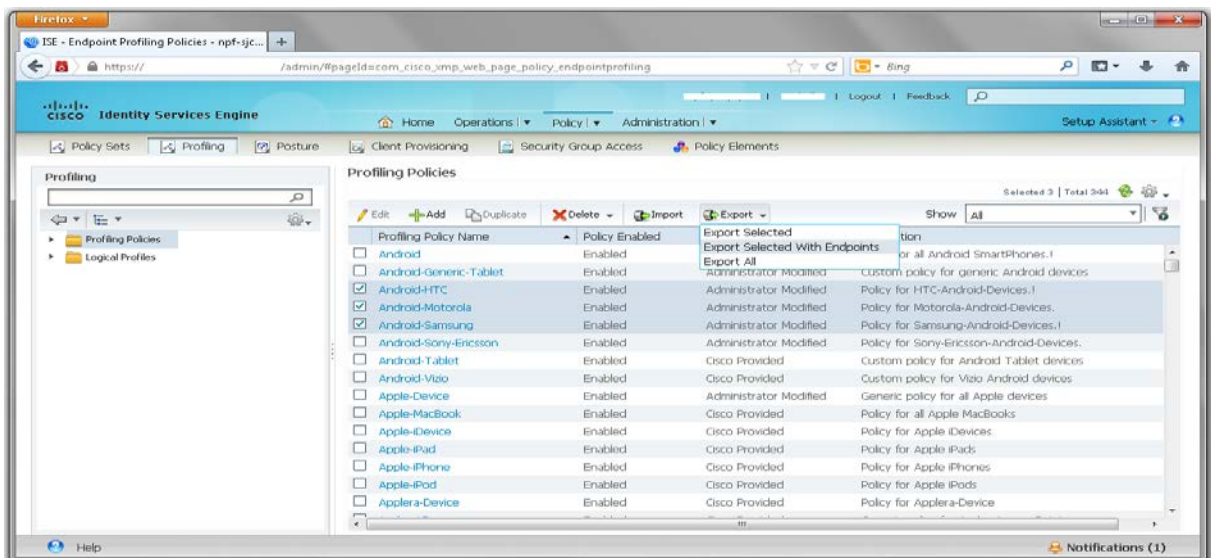 Firefox
ISE - Endpoint Profiling Policies - npf-sjc... +
https:// /admin/#pageId=com_cisco_xmp_web_page_policy_endpointprofiling Bing
Logout | Feedback
cisco Identity Services Engine
Home Operations | Policy | Administration | Setup Assistant
Policy Sets Profiling Posture Client Provisioning Security Group Access Policy Elements
Profiling
Profiling Policies
Logical Profiles
Profiling Policies
Selected 3 | Total
Edit Add Duplicate Delete Import Export Show All
Export Selected
Export Selected With Endpoints
Export All
Profiling Policy Name Policy Enabled tion
Android Enabled or all Android SmartPhones.!
Android-Generic-Tablet Enabled Administrator Modified Custom policy for generic Android devices
Android-HTC Enabled Administrator Modified Policy for HTC-Android-Devices.!
Android-Motorola Enabled Administrator Modified Policy for Motorola-Android-Devices.
Android-Samsung Enabled Administrator Modified Policy for Samsung-Android-Devices.!
Android-Sony-Ericsson Enabled Administrator Modified Policy for Sony-Ericsson-Android-Devices.
Android-Tablet Enabled Cisco Provided Custom policy for Android Tablet devices
Android-Vizio Enabled Cisco Provided Custom policy for Vizio Android devices
Apple-Device Enabled Administrator Modified Generic policy for all Apple devices
Apple-MacBook Enabled Cisco Provided Policy for all Apple MacBooks
Apple-iDevice Enabled Cisco Provided Policy for Apple iDevices
Apple-iPad Enabled Cisco Provided Policy for Apple iPads
Apple-iPhone Enabled Cisco Provided Policy for Apple iPhones
Apple-iPod Enabled Cisco Provided Policy for Apple iPods
Applera-Device Enabled Cisco Provided Policy for Applera-Device
Help Notifications (1)